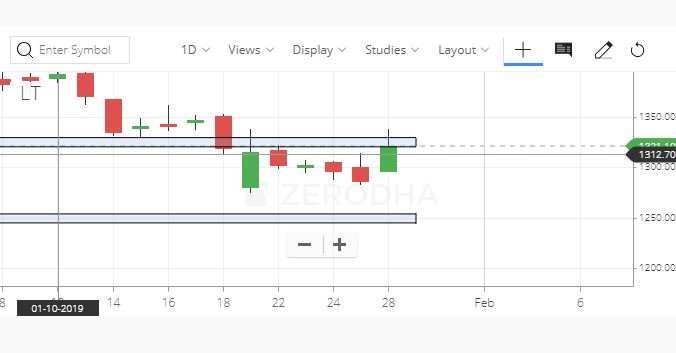 Enter Symbol 1D Views Display Studies Layout
LT
1350.00
1312.70
1300.00
ZERODHA
1250.00
1200.00
14 16 18 22 24 28 Feb 6
01-10-2019